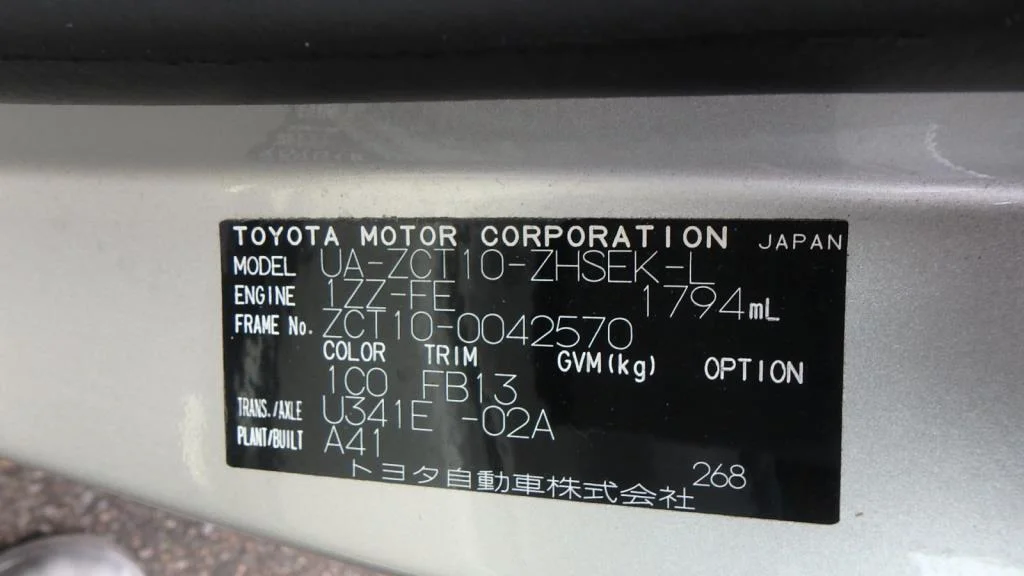 TOYOTA MOTOR CORPORATION JAPAN
MODEL UA-ZCT10-ZHSEK-L
ENGINE 1ZZ-FE 1794mL
FRAME No. ZCT10-0042570
COLOR TRIM GVM(kg) OPTION
1C0 FB13
TRANS./AXLE U341E -02A
PLANT/BUILT A41
トヨタ自動車株式会社 268